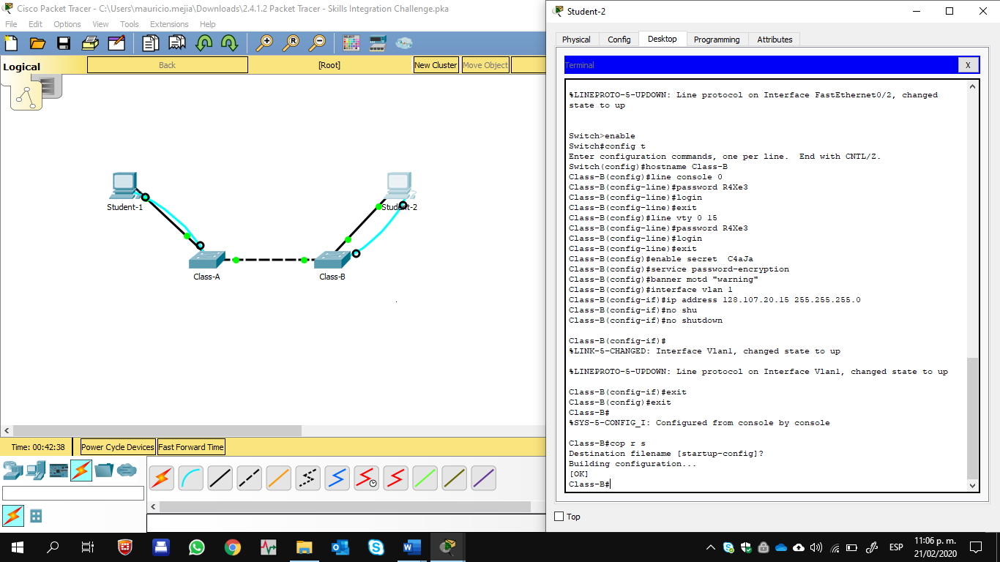 Cisco Packet Tracer - C:\Users\mauricio.mejia\Downloads\2.4.1.2 Packet Tracer - Skills Integration Challenge.pka
File Edit Options View Tools Extensions Help
Logical
Back
[Root]
New Cluster
Move Object
Student-1
Student-2
Class-A
Class-B
Time: 00:42:38
Power Cycle Devices
Fast Forward Time
Student-2
Physical Config Desktop Programming Attributes
Terminal
X
%LINEPROTO-5-UPDOWN: Line protocol on Interface FastEthernet0/2, changed
state to up
Switch>enable
Switch#config t
Enter configuration commands, one per line.  End with CNTL/Z.
Switch(config)#hostname Class-B
Class-B(config)#line console 0
Class-B(config-line)#password R4Xe3
Class-B(config-line)#login
Class-B(config-line)#exit
Class-B(config)#line vty 0 15
Class-B(config-line)#password R4Xe3
Class-B(config-line)#login
Class-B(config-line)#exit
Class-B(config)#enable secret  C4aJa
Class-B(config)#service password-encryption
Class-B(config)#banner motd "warning"
Class-B(config)#interface vlan 1
Class-B(config-if)#ip address 128.107.20.15 255.255.255.0
Class-B(config-if)#no shu
Class-B(config-if)#no shutdown
Class-B(config-if)#
%LINK-5-CHANGED: Interface Vlan1, changed state to up
%LINEPROTO-5-UPDOWN: Line protocol on Interface Vlan1, changed state to up
Class-B(config-if)#exit
Class-B(config)#exit
Class-B#
%SYS-5-CONFIG_I: Configured from console by console
Class-B#cop r s
Destination filename [startup-config]?
Building configuration...
[OK]
Class-B#
Top
ESP
11:06 p. m.
21/02/2020